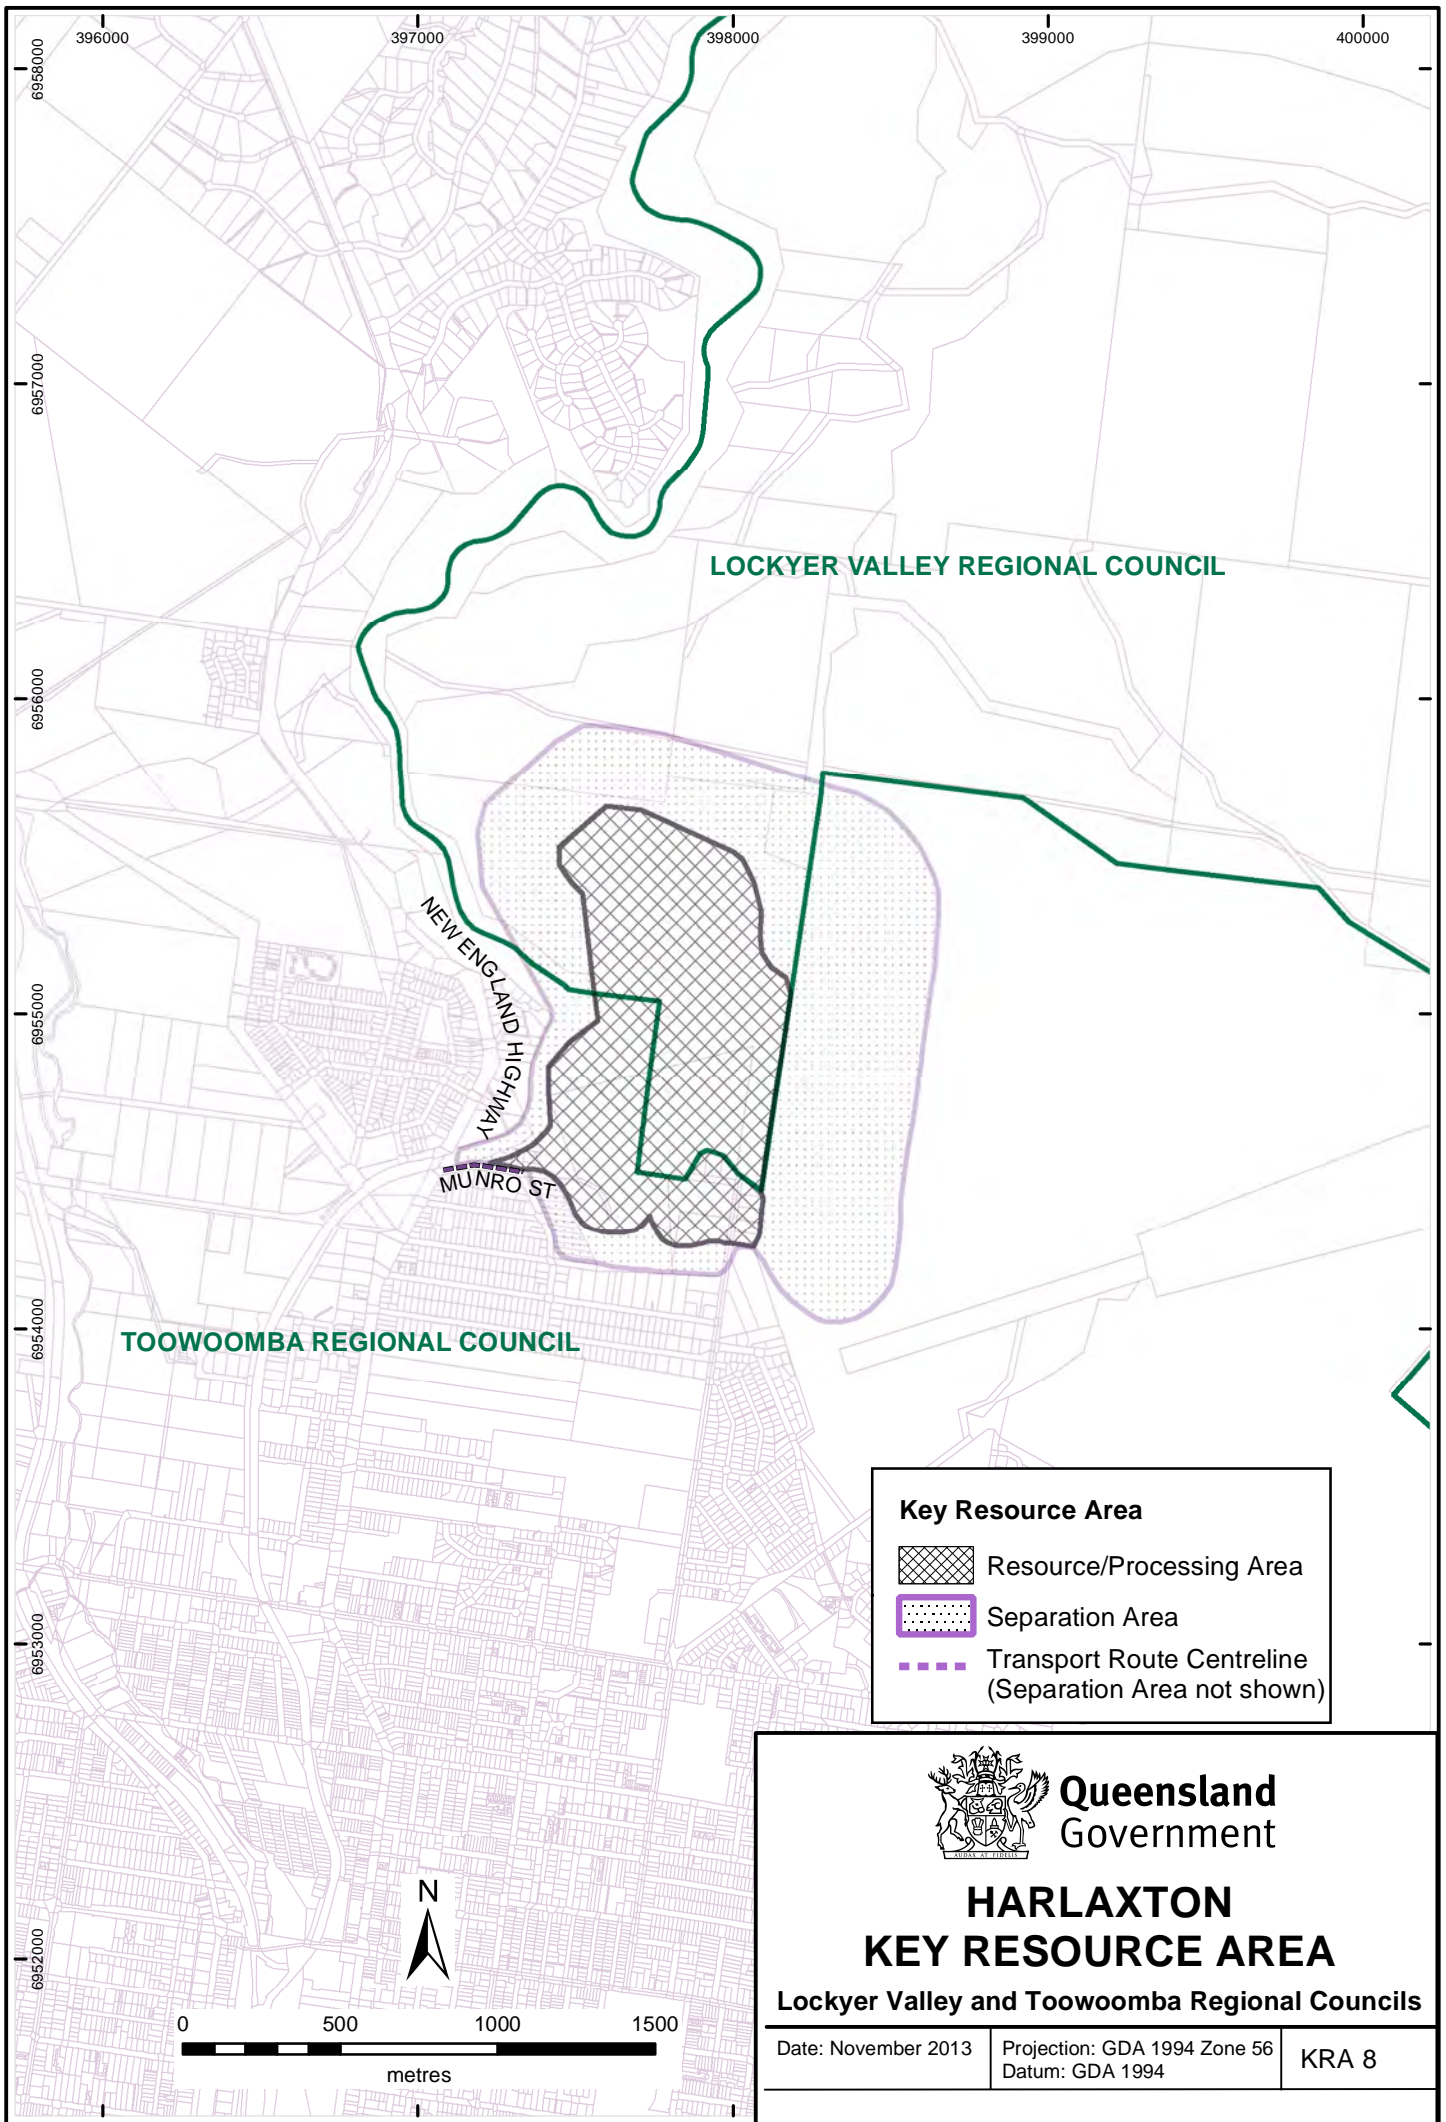 396000
397000
398000
399000
400000
6958000
6957000
6956000
6955000
6954000
6953000
6952000
LOCKYER VALLEY REGIONAL COUNCIL
NEW ENGLAND HIGHWAY
MUNRO ST
TOOWOOMBA REGIONAL COUNCIL
Key Resource Area
Resource/Processing Area
Separation Area
Transport Route Centreline
(Separation Area not shown)
Queensland
Government
AUDAX AT FIDELIS
HARLAXTON
KEY RESOURCE AREA
Lockyer Valley and Toowoomba Regional Councils
Date: November 2013
Projection: GDA 1994 Zone 56
Datum: GDA 1994
KRA 8
N
0 500 1000 1500
metres